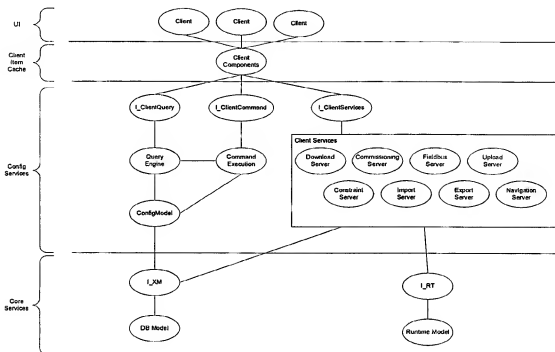 UI
Client
Client
Client
Client
Item
Cache
Client
Components
I_ClientQuery
I_ClientCommand
I_ClientServices
Config
Services
Query
Engine
Command
Execution
ConfigModel
Client Services
Download
Server
Commissioning
Server
Fieldbus
Server
Upload
Server
Constraint
Server
Import
Server
Export
Server
Navigation
Server
Core
Services
I_XM
I_RT
DB Model
Runtime Model